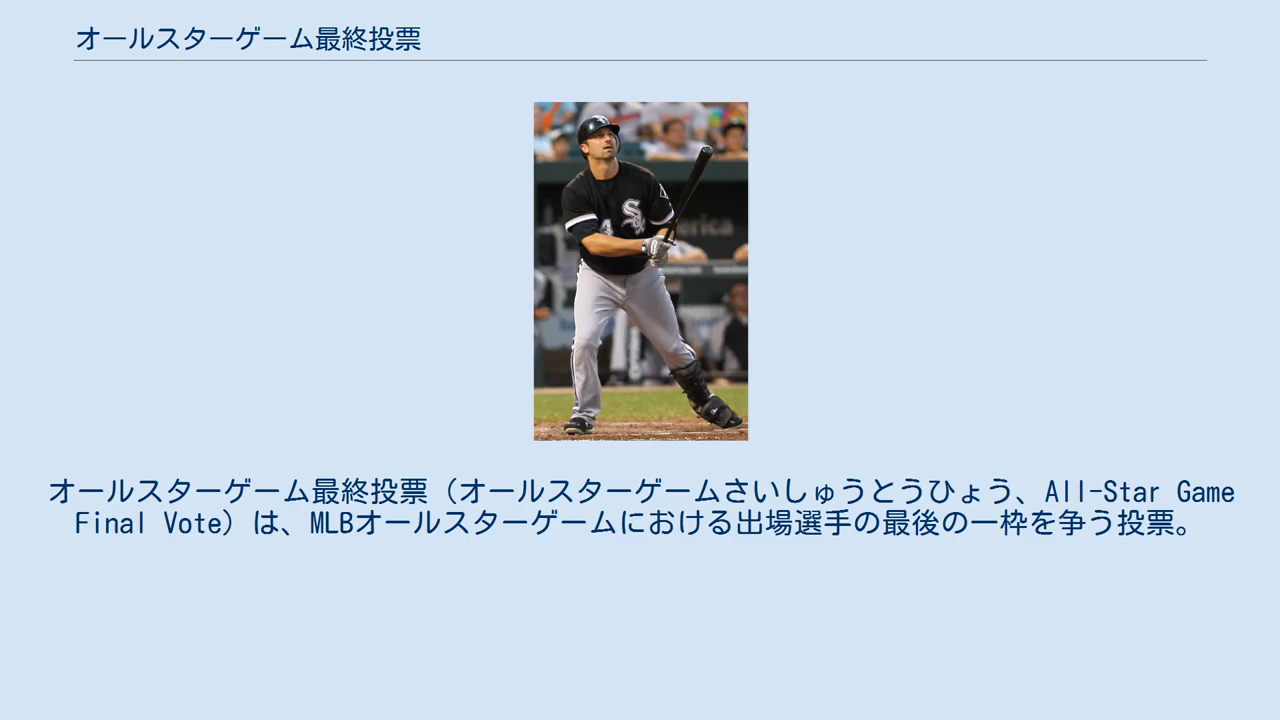 オールスターゲーム最終投票
オールスターゲーム最終投票（オールスターゲームさいしゅうとうひょう、All-Star Game
Final Vote）は、MLBオールスターゲームにおける出場選手の最後の一枠を争う投票。